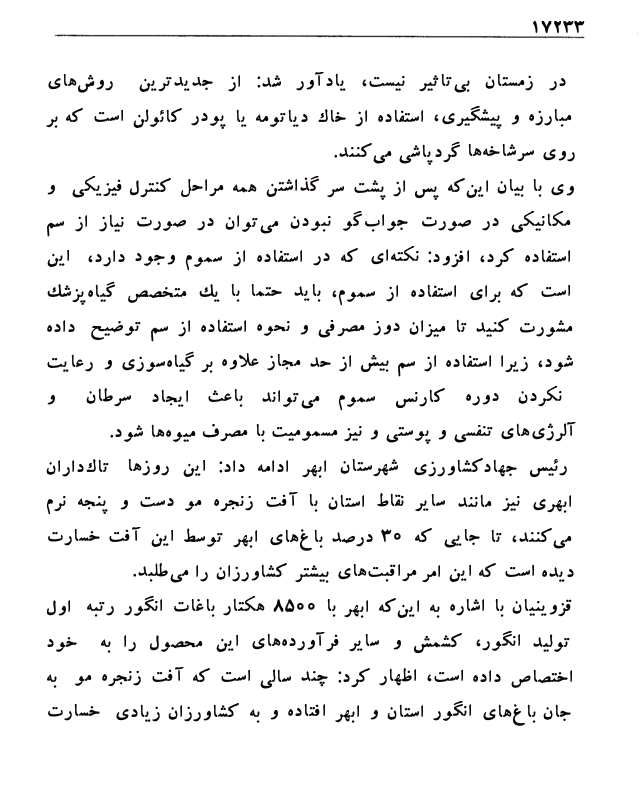 ۱۷۲۳۳
در زمستان بی‌تاثیر نیست، یادآور شد: از جدیدترین روش‌های
مبارزه و پیشگیری، استفاده از خاك دیاتومه یا پودر کائولن است که بر
روی سرشاخه‌ها گردپاشی می‌کنند.
وی با بیان این‌که پس از پشت سر گذاشتن همه مراحل کنترل فیزیکی و
مکانیکی در صورت جواب‌گو نبودن می‌توان در صورت نیاز از سم
استفاده کرد، افزود: نکته‌ای که در استفاده از سموم وجود دارد، این
است که برای استفاده از سموم، باید حتما با یك متخصص گیاه‌پزشك
مشورت کنید تا میزان دوز مصرفی و نحوه استفاده از سم توضیح داده
شود، زیرا استفاده از سم بیش از حد مجاز علاوه بر گیاه‌سوزی و رعایت
نکردن دوره کارنس سموم می‌تواند باعث ایجاد سرطان و
آلرژی‌های تنفسی و پوستی و نیز مسمومیت با مصرف میوه‌ها شود.
رئیس جهادکشاورزی شهرستان ابهر ادامه داد: این روزها تاك‌داران
ابهری نیز مانند سایر نقاط استان با آفت زنجره مو دست و پنجه نرم
می‌کنند، تا جایی که ۳۰ درصد باغ‌های ابهر توسط این آفت خسارت
دیده است که این امر مراقبت‌های بیشتر کشاورزان را می‌طلبد.
قزوینیان با اشاره به این‌که ابهر با ۸۵۰۰ هکتار باغات انگور رتبه اول
تولید انگور، کشمش و سایر فرآورده‌های این محصول را به خود
اختصاص داده است، اظهار کرد: چند سالی است که آفت زنجره مو به
جان باغ‌های انگور استان و ابهر افتاده و به کشاورزان زیادی خسارت